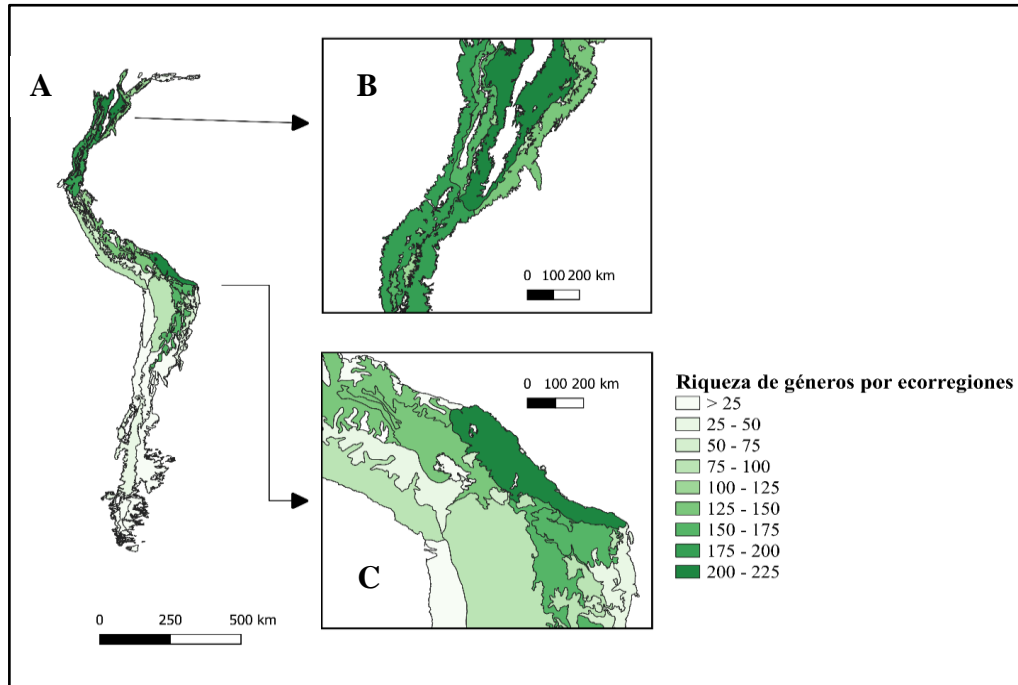 A
B
0 100 200 km
0 100 200 km
C
Riqueza de géneros por ecorregiones
> 25
25 - 50
50 - 75
75 - 100
100 - 125
125 - 150
150 - 175
175 - 200
200 - 225
0 250 500 km